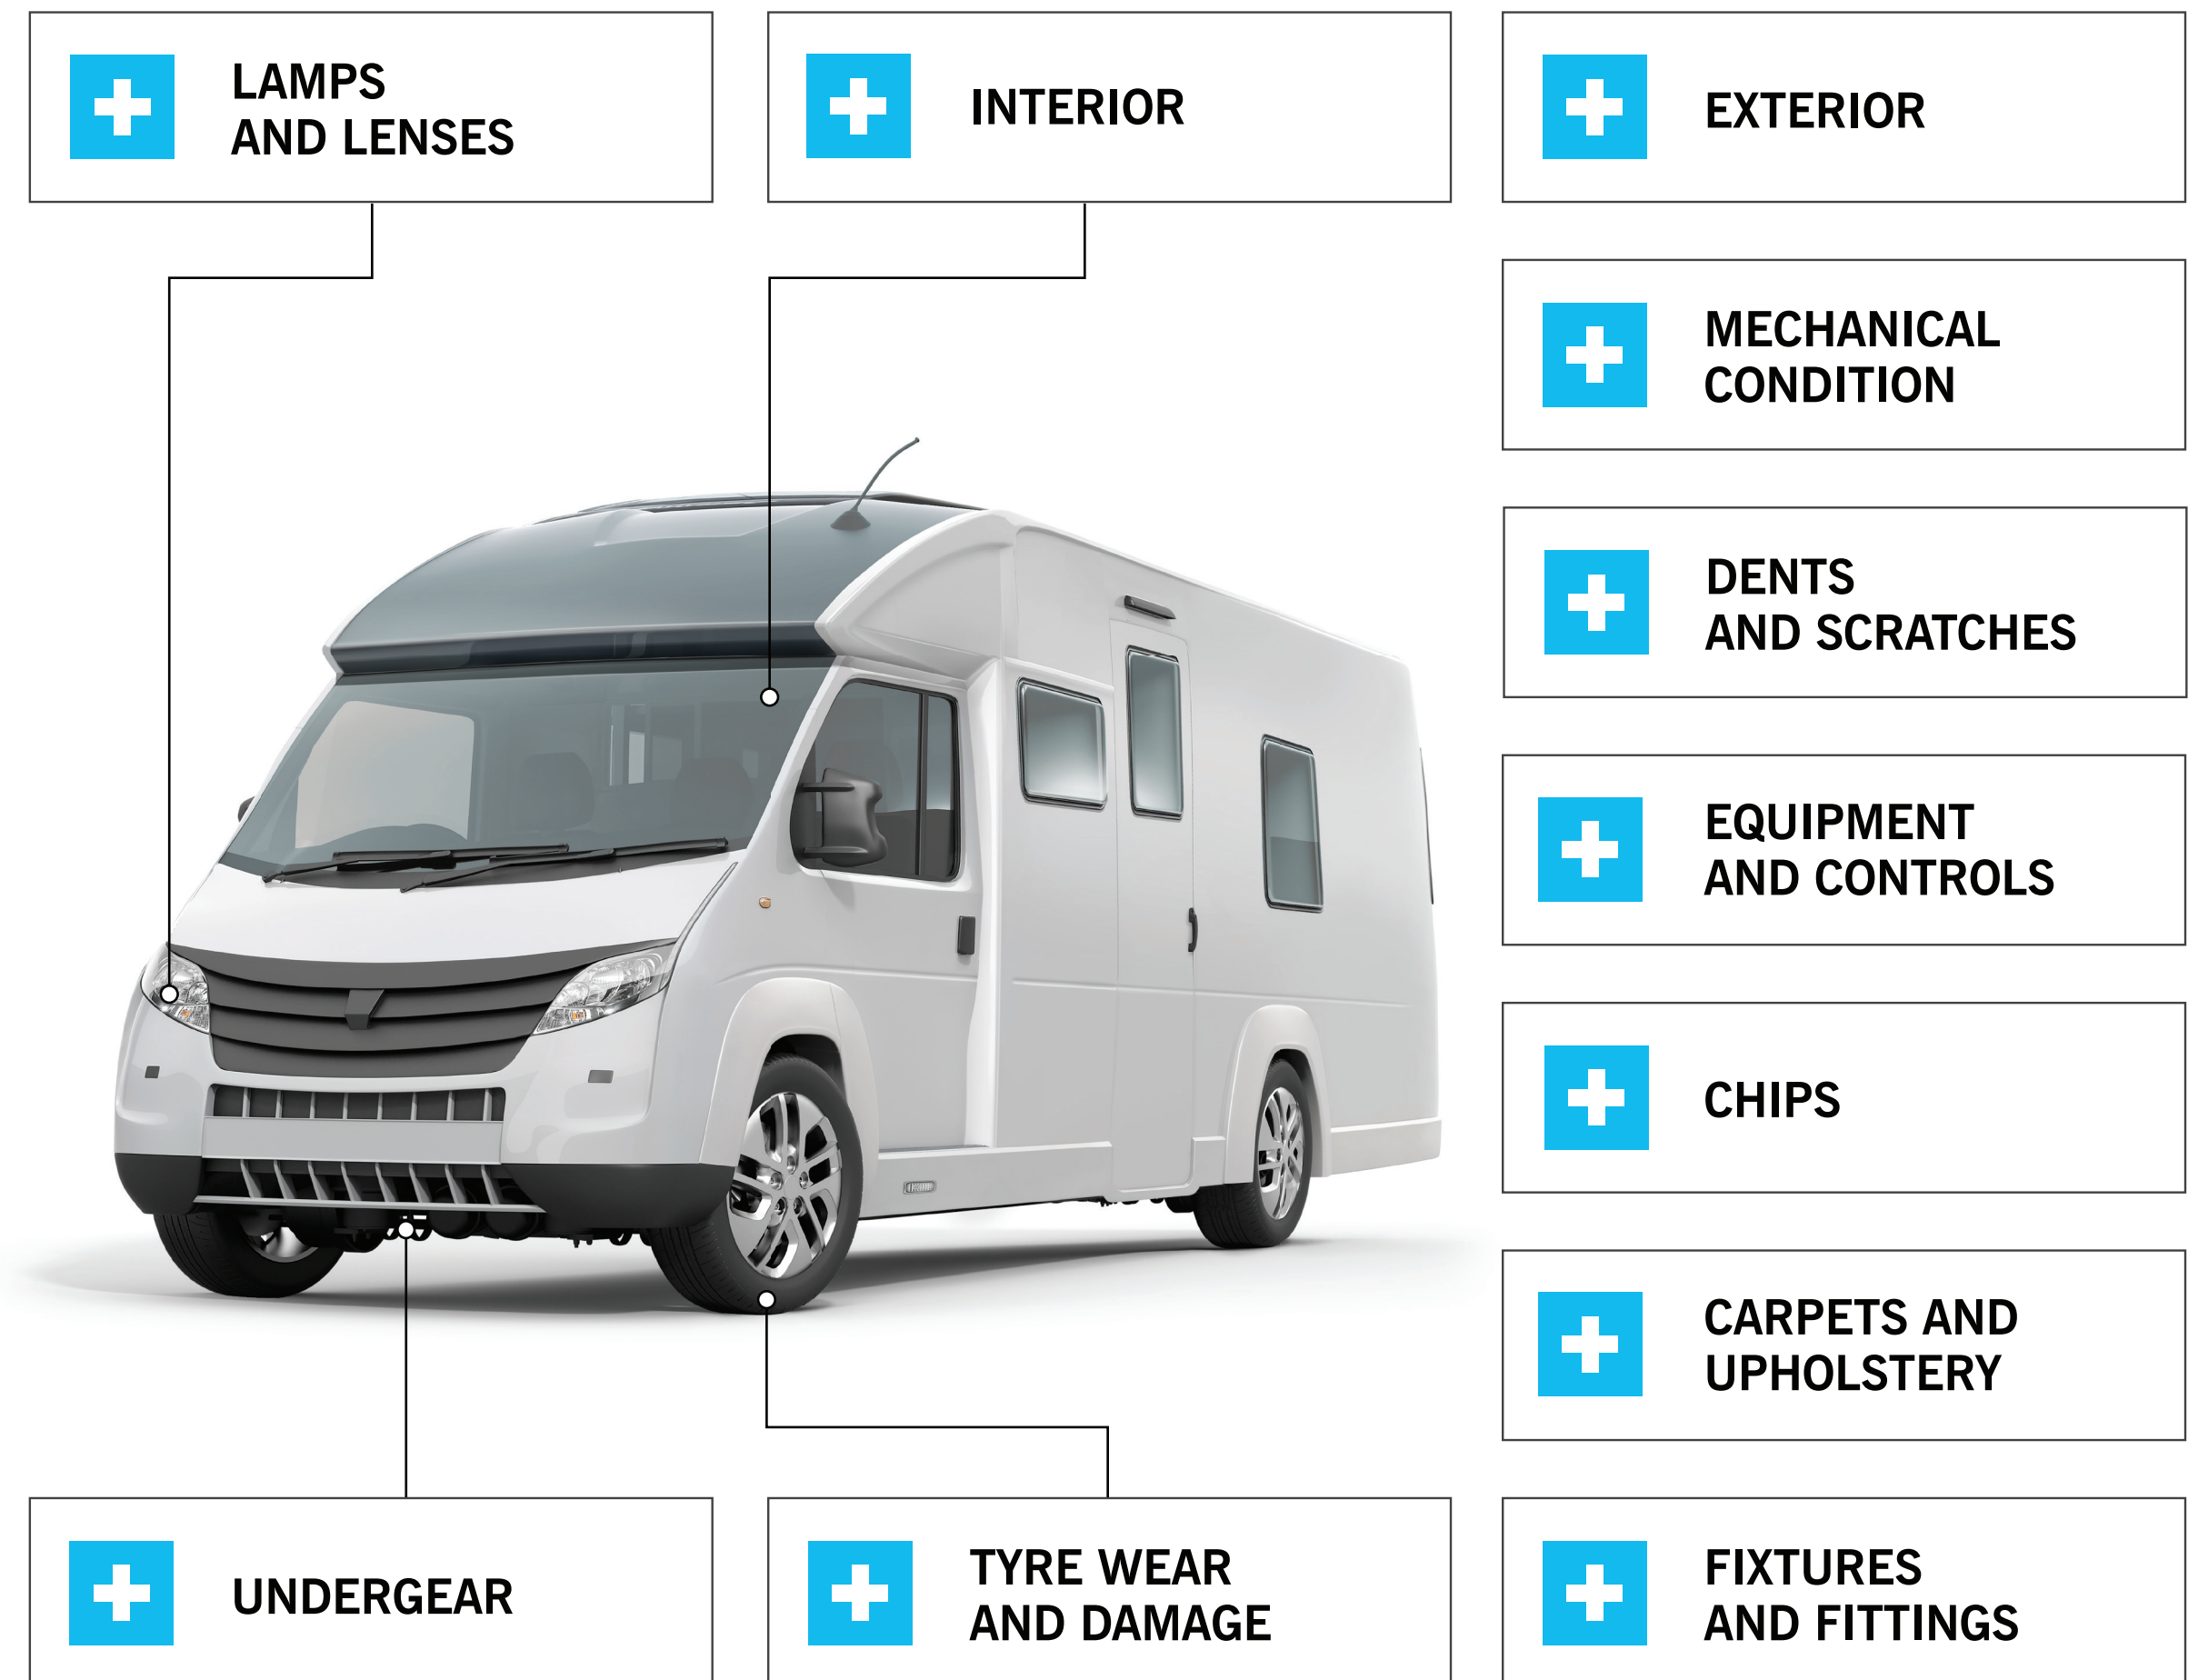 LAMPS
AND LENSES
INTERIOR
EXTERIOR
MECHANICAL
CONDITION
DENTS
AND SCRATCHES
EQUIPMENT
AND CONTROLS
CHIPS
CARPETS AND
UPHOLSTERY
UNDERGEAR
TYRE WEAR
AND DAMAGE
FIXTURES
AND FITTINGS